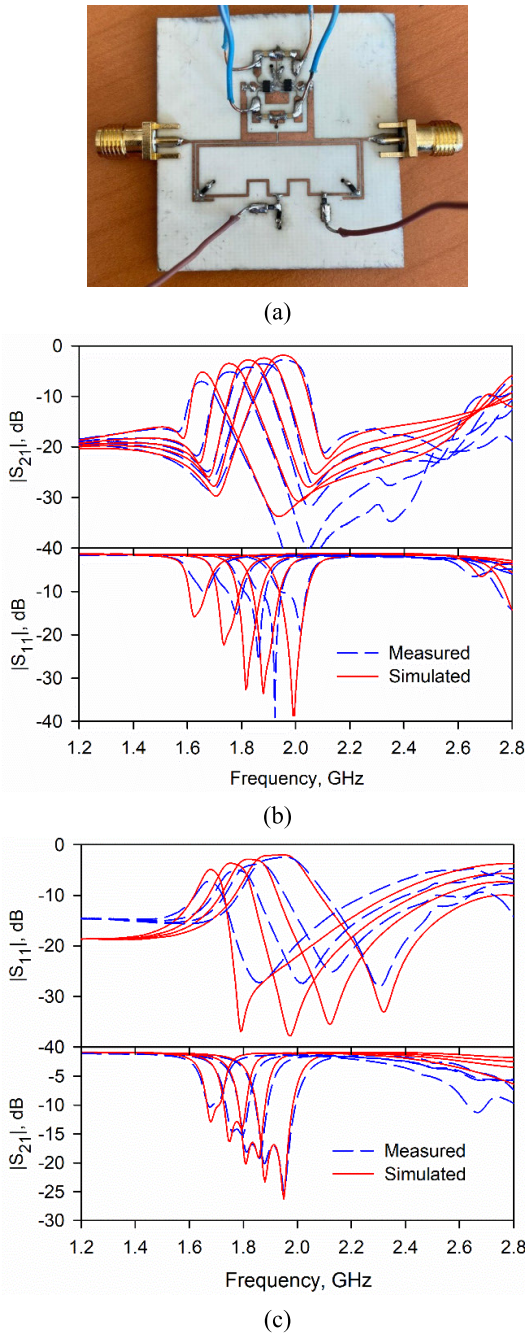 (a)
0
-10
-20
-30
-40
|S21|, dB
-10
-20
-30
-40
|S11|, dB
Measured
Simulated
1.2 1.4 1.6 1.8 2.0 2.2 2.4 2.6 2.8
Frequency, GHz
(b)
0
-10
-20
-30
-40
|S11|, dB
-5
-10
-15
-20
-25
-30
|S21|, dB
Measured
Simulated
1.2 1.4 1.6 1.8 2.0 2.2 2.4 2.6 2.8
Frequency, GHz
(c)